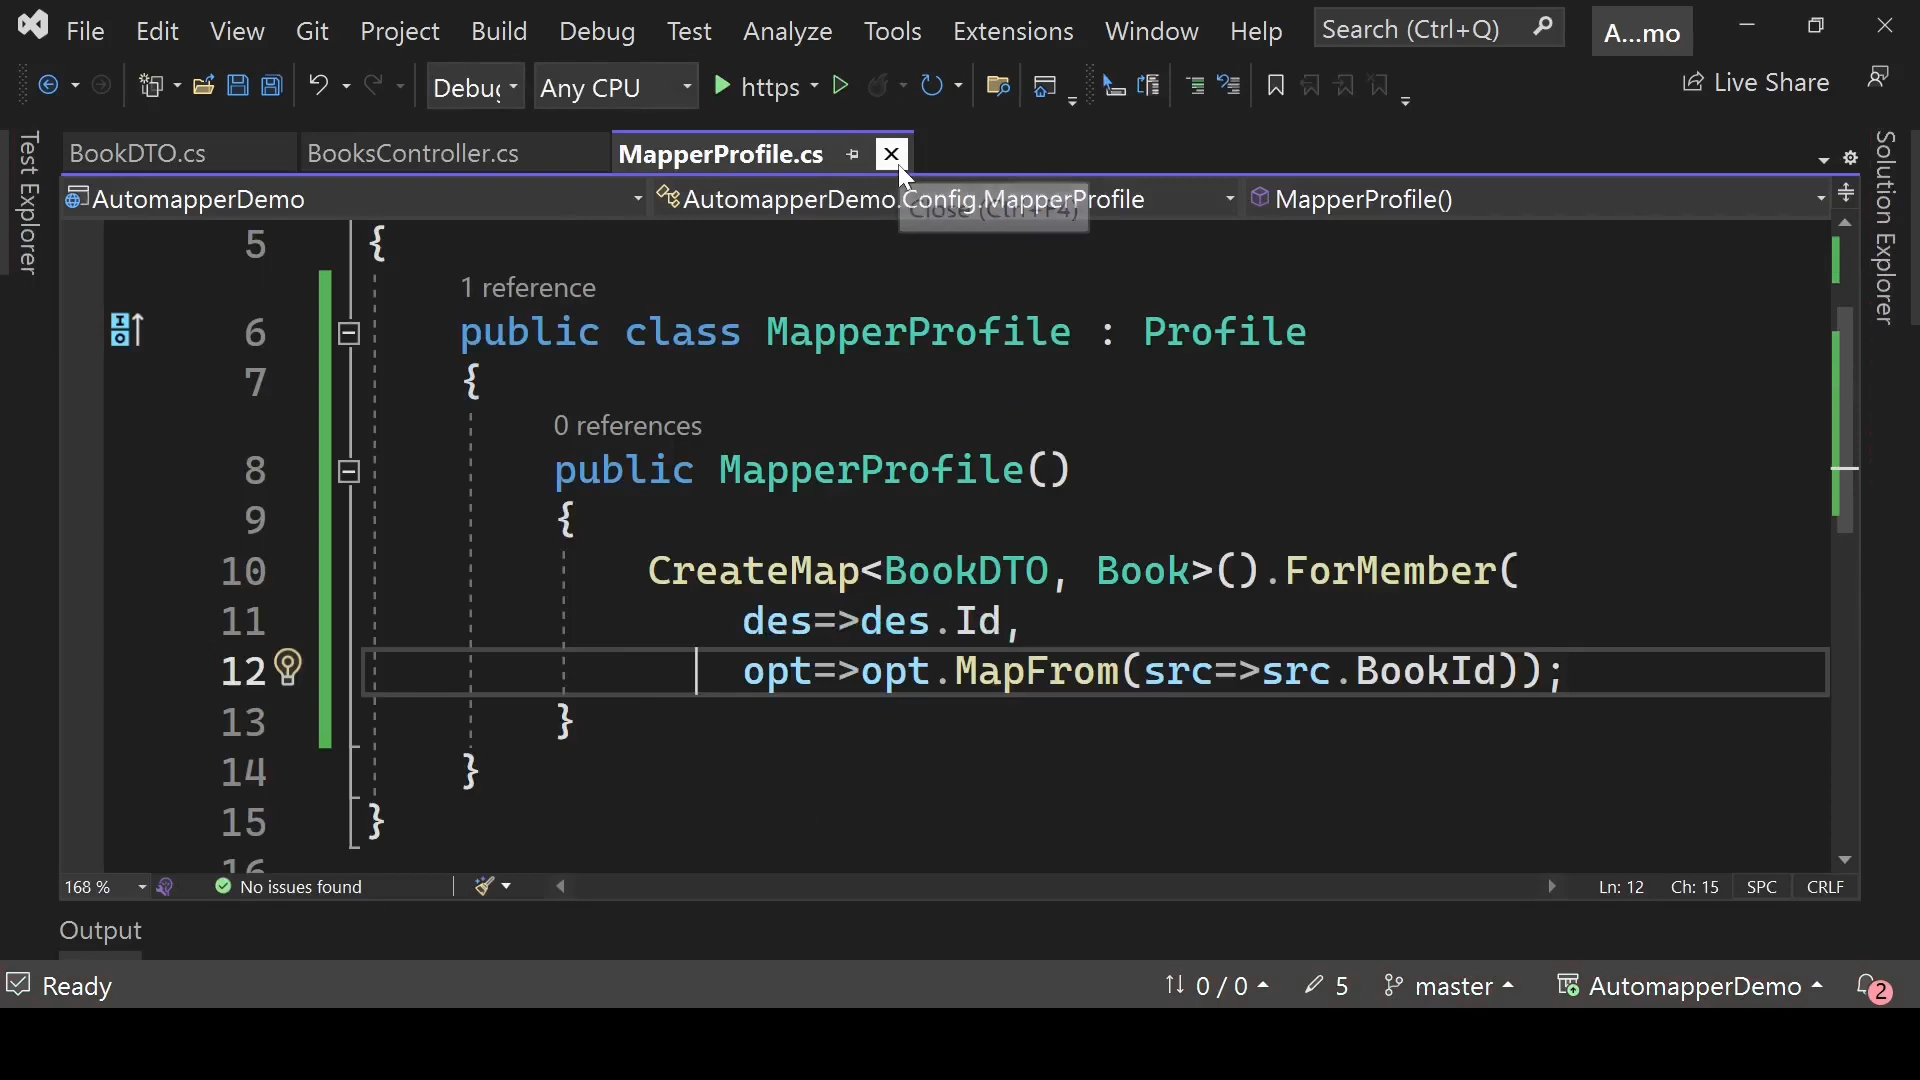 File Edit View Git Project Build Debug Test Analyze Tools Extensions Window Help Search (Ctrl+Q) A...mo
Debug Any CPU https Live Share
Test Explorer
Solution Explorer
BookDTO.cs BooksController.cs MapperProfile.cs
AutomapperDemo AutomapperDemo.Config.MapperProfile MapperProfile()
Close (Ctrl+F4)
5 {
1 reference
6 public class MapperProfile : Profile
7 {
0 references
8 public MapperProfile()
9 {
10 CreateMap<BookDTO, Book>().ForMember(
11 des=>des.Id,
12 opt=>opt.MapFrom(src=>src.BookId));
13 }
14 }
15 }
16
168 % No issues found Ln: 12 Ch: 15 SPC CRLF
Output
Ready 0 / 0 5 master AutomapperDemo 2